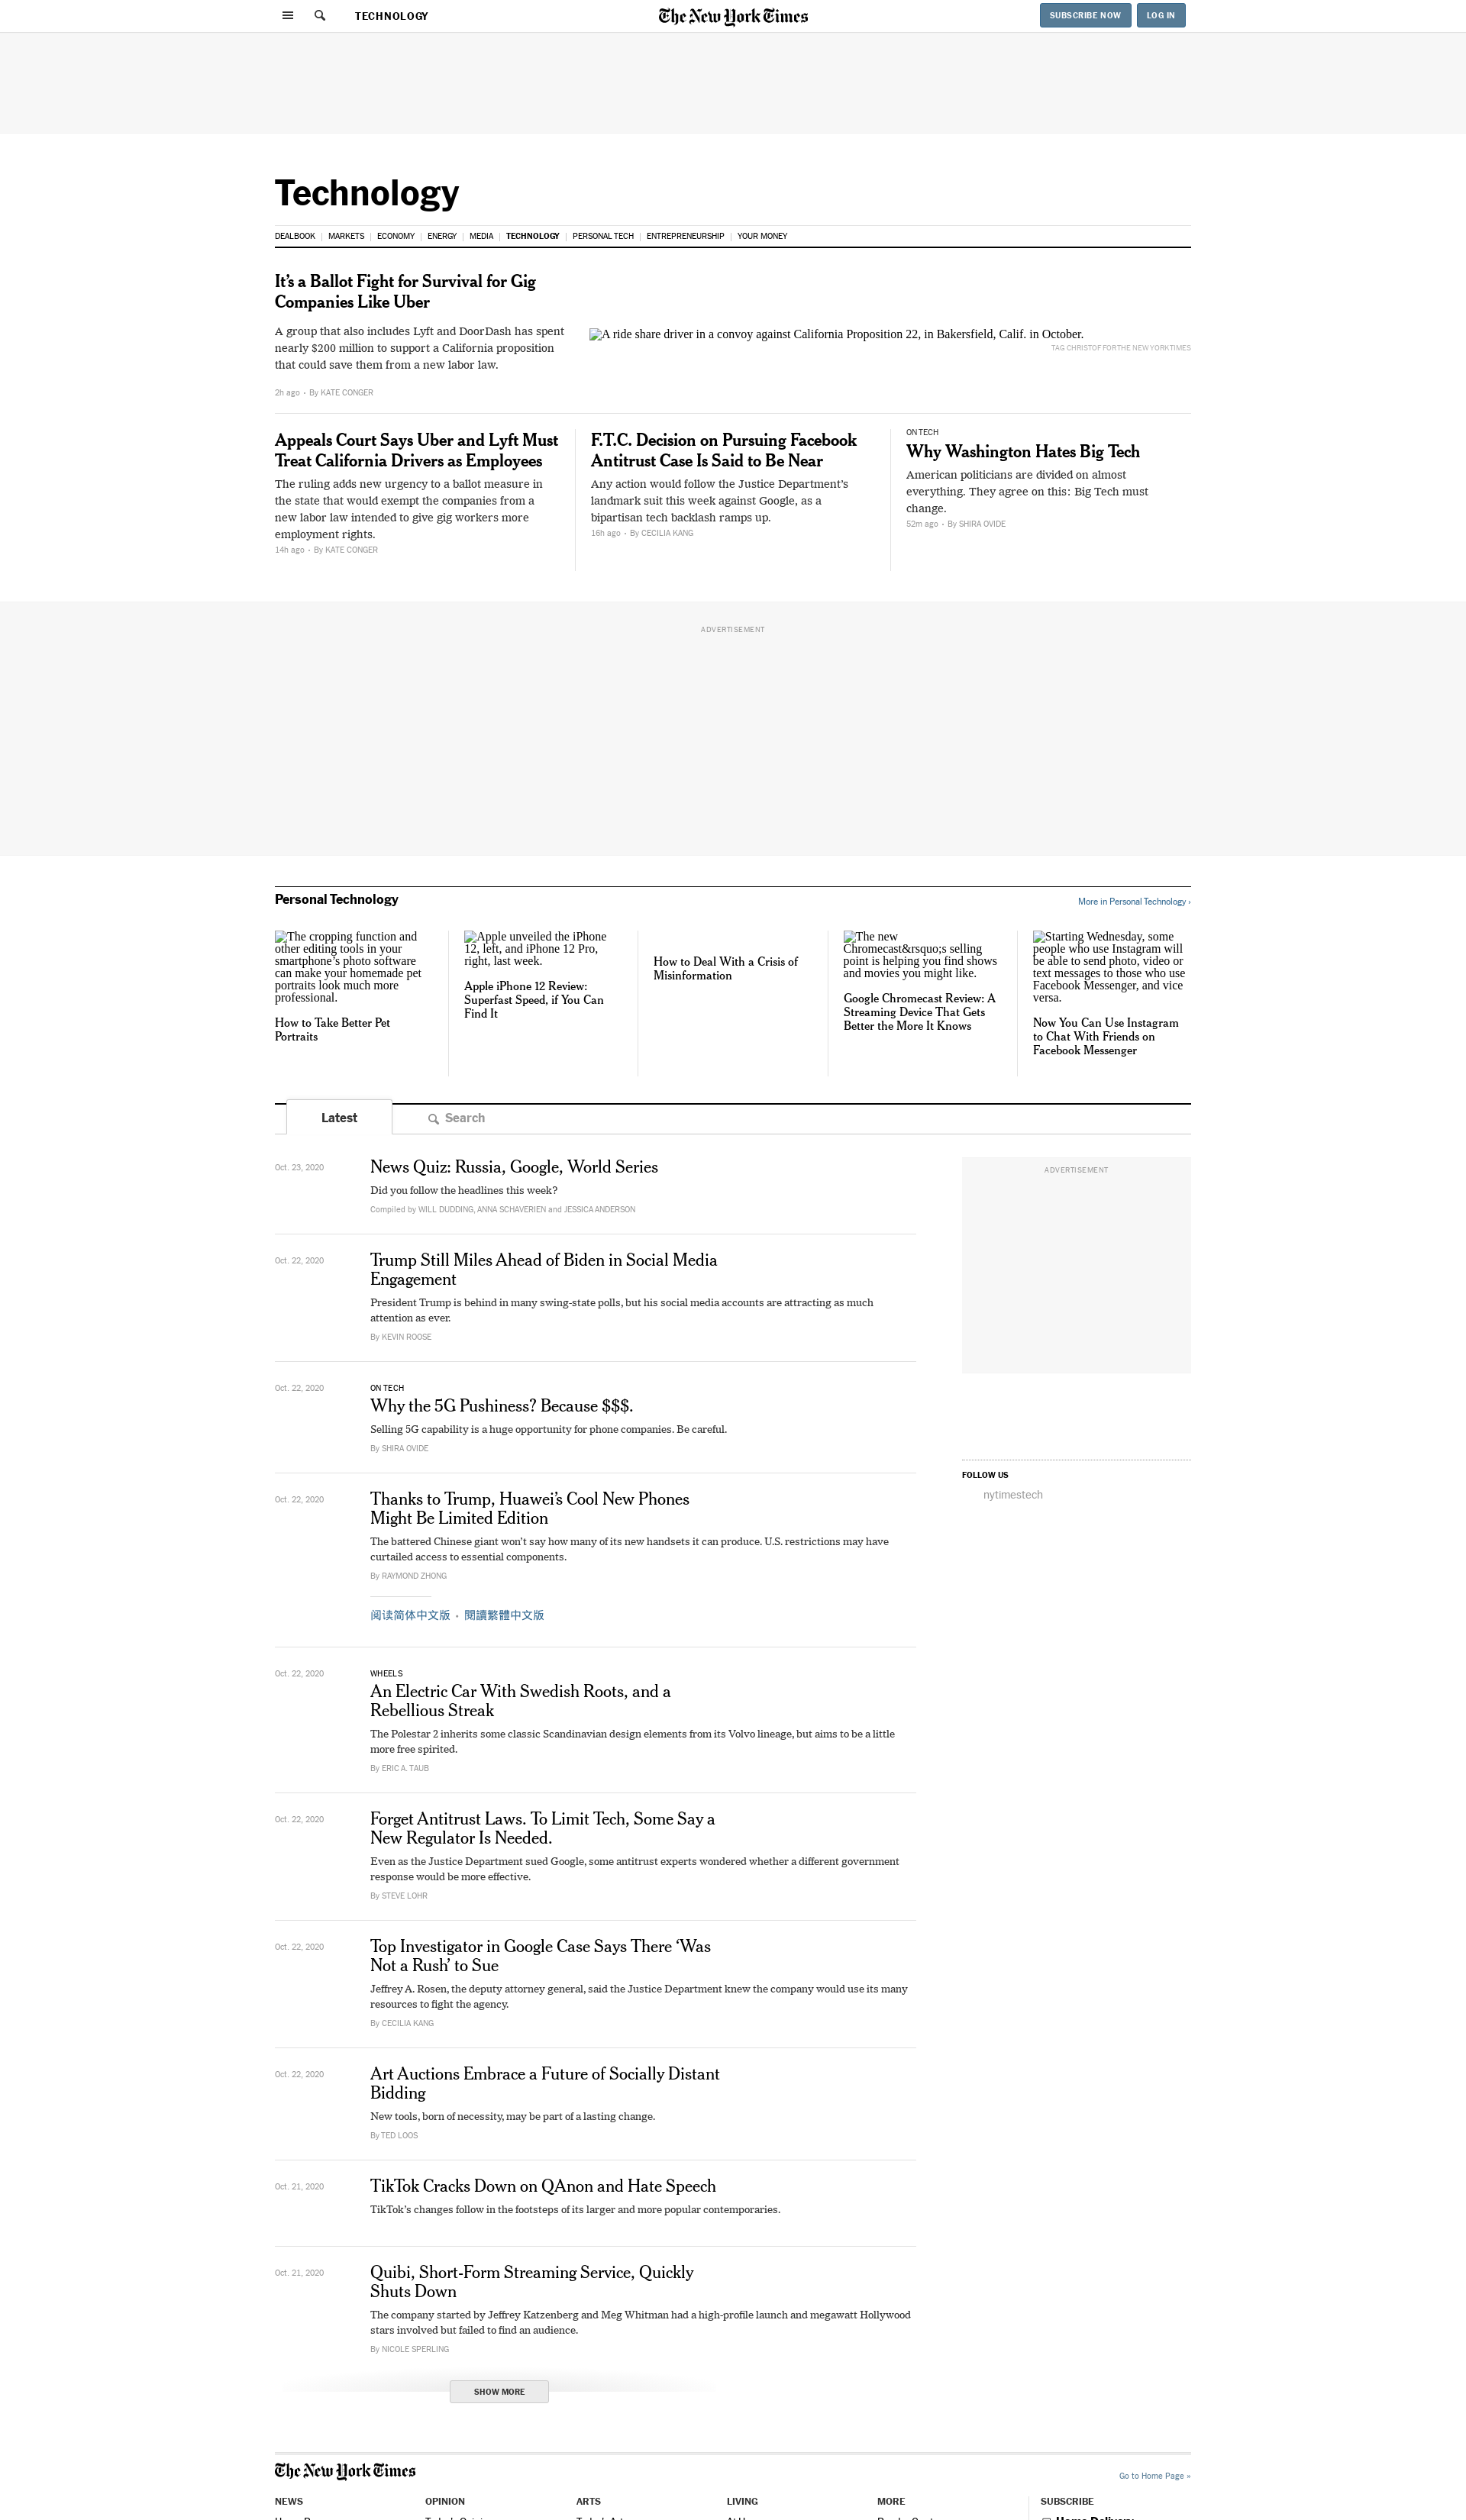 TECHNOLOGY
The New York Times
SUBSCRIBE NOW
LOG IN
Technology
DEALBOOK
MARKETS
ECONOMY
ENERGY
MEDIA
TECHNOLOGY
PERSONAL TECH
ENTREPRENEURSHIP
YOUR MONEY
It’s a Ballot Fight for Survival for Gig
Companies Like Uber
A group that also includes Lyft and DoorDash has spent
nearly $200 million to support a California proposition
that could save them from a new labor law.
2h ago • By KATE CONGER
A ride share driver in a convoy against California Proposition 22, in Bakersfield, Calif. in October.
TAG CHRISTOF FOR THE NEW YORK TIMES
Appeals Court Says Uber and Lyft Must
Treat California Drivers as Employees
The ruling adds new urgency to a ballot measure in
the state that would exempt the companies from a
new labor law intended to give gig workers more
employment rights.
14h ago • By KATE CONGER
F.T.C. Decision on Pursuing Facebook
Antitrust Case Is Said to Be Near
Any action would follow the Justice Department’s
landmark suit this week against Google, as a
bipartisan tech backlash ramps up.
16h ago • By CECILIA KANG
ON TECH
Why Washington Hates Big Tech
American politicians are divided on almost
everything. They agree on this: Big Tech must
change.
52m ago • By SHIRA OVIDE
ADVERTISEMENT
Personal Technology
More in Personal Technology ›
The cropping function and
other editing tools in your
smartphone’s photo software
can make your homemade pet
portraits look much more
professional.
How to Take Better Pet
Portraits
Apple unveiled the iPhone
12, left, and iPhone 12 Pro,
right, last week.
Apple iPhone 12 Review:
Superfast Speed, if You Can
Find It
How to Deal With a Crisis of
Misinformation
The new
Chromecast&rsquo;s selling
point is helping you find shows
and movies you might like.
Google Chromecast Review: A
Streaming Device That Gets
Better the More It Knows
Starting Wednesday, some
people who use Instagram will
be able to send photo, video or
text messages to those who use
Facebook Messenger, and vice
versa.
Now You Can Use Instagram
to Chat With Friends on
Facebook Messenger
Latest
Search
Oct. 23, 2020
News Quiz: Russia, Google, World Series
Did you follow the headlines this week?
Compiled by WILL DUDDING, ANNA SCHAVERIEN and JESSICA ANDERSON
ADVERTISEMENT
Oct. 22, 2020
Trump Still Miles Ahead of Biden in Social Media
Engagement
President Trump is behind in many swing-state polls, but his social media accounts are attracting as much
attention as ever.
By KEVIN ROOSE
Oct. 22, 2020
ON TECH
Why the 5G Pushiness? Because $$$.
Selling 5G capability is a huge opportunity for phone companies. Be careful.
By SHIRA OVIDE
FOLLOW US
nytimestech
Oct. 22, 2020
Thanks to Trump, Huawei’s Cool New Phones
Might Be Limited Edition
The battered Chinese giant won’t say how many of its new handsets it can produce. U.S. restrictions may have
curtailed access to essential components.
By RAYMOND ZHONG
阅读简体中文版 • 閱讀繁體中文版
Oct. 22, 2020
WHEELS
An Electric Car With Swedish Roots, and a
Rebellious Streak
The Polestar 2 inherits some classic Scandinavian design elements from its Volvo lineage, but aims to be a little
more free spirited.
By ERIC A. TAUB
Oct. 22, 2020
Forget Antitrust Laws. To Limit Tech, Some Say a
New Regulator Is Needed.
Even as the Justice Department sued Google, some antitrust experts wondered whether a different government
response would be more effective.
By STEVE LOHR
Oct. 22, 2020
Top Investigator in Google Case Says There ‘Was
Not a Rush’ to Sue
Jeffrey A. Rosen, the deputy attorney general, said the Justice Department knew the company would use its many
resources to fight the agency.
By CECILIA KANG
Oct. 22, 2020
Art Auctions Embrace a Future of Socially Distant
Bidding
New tools, born of necessity, may be part of a lasting change.
By TED LOOS
Oct. 21, 2020
TikTok Cracks Down on QAnon and Hate Speech
TikTok’s changes follow in the footsteps of its larger and more popular contemporaries.
Oct. 21, 2020
Quibi, Short-Form Streaming Service, Quickly
Shuts Down
The company started by Jeffrey Katzenberg and Meg Whitman had a high-profile launch and megawatt Hollywood
stars involved but failed to find an audience.
By NICOLE SPERLING
SHOW MORE
The New York Times
Go to Home Page »
NEWS
OPINION
ARTS
LIVING
MORE
SUBSCRIBE